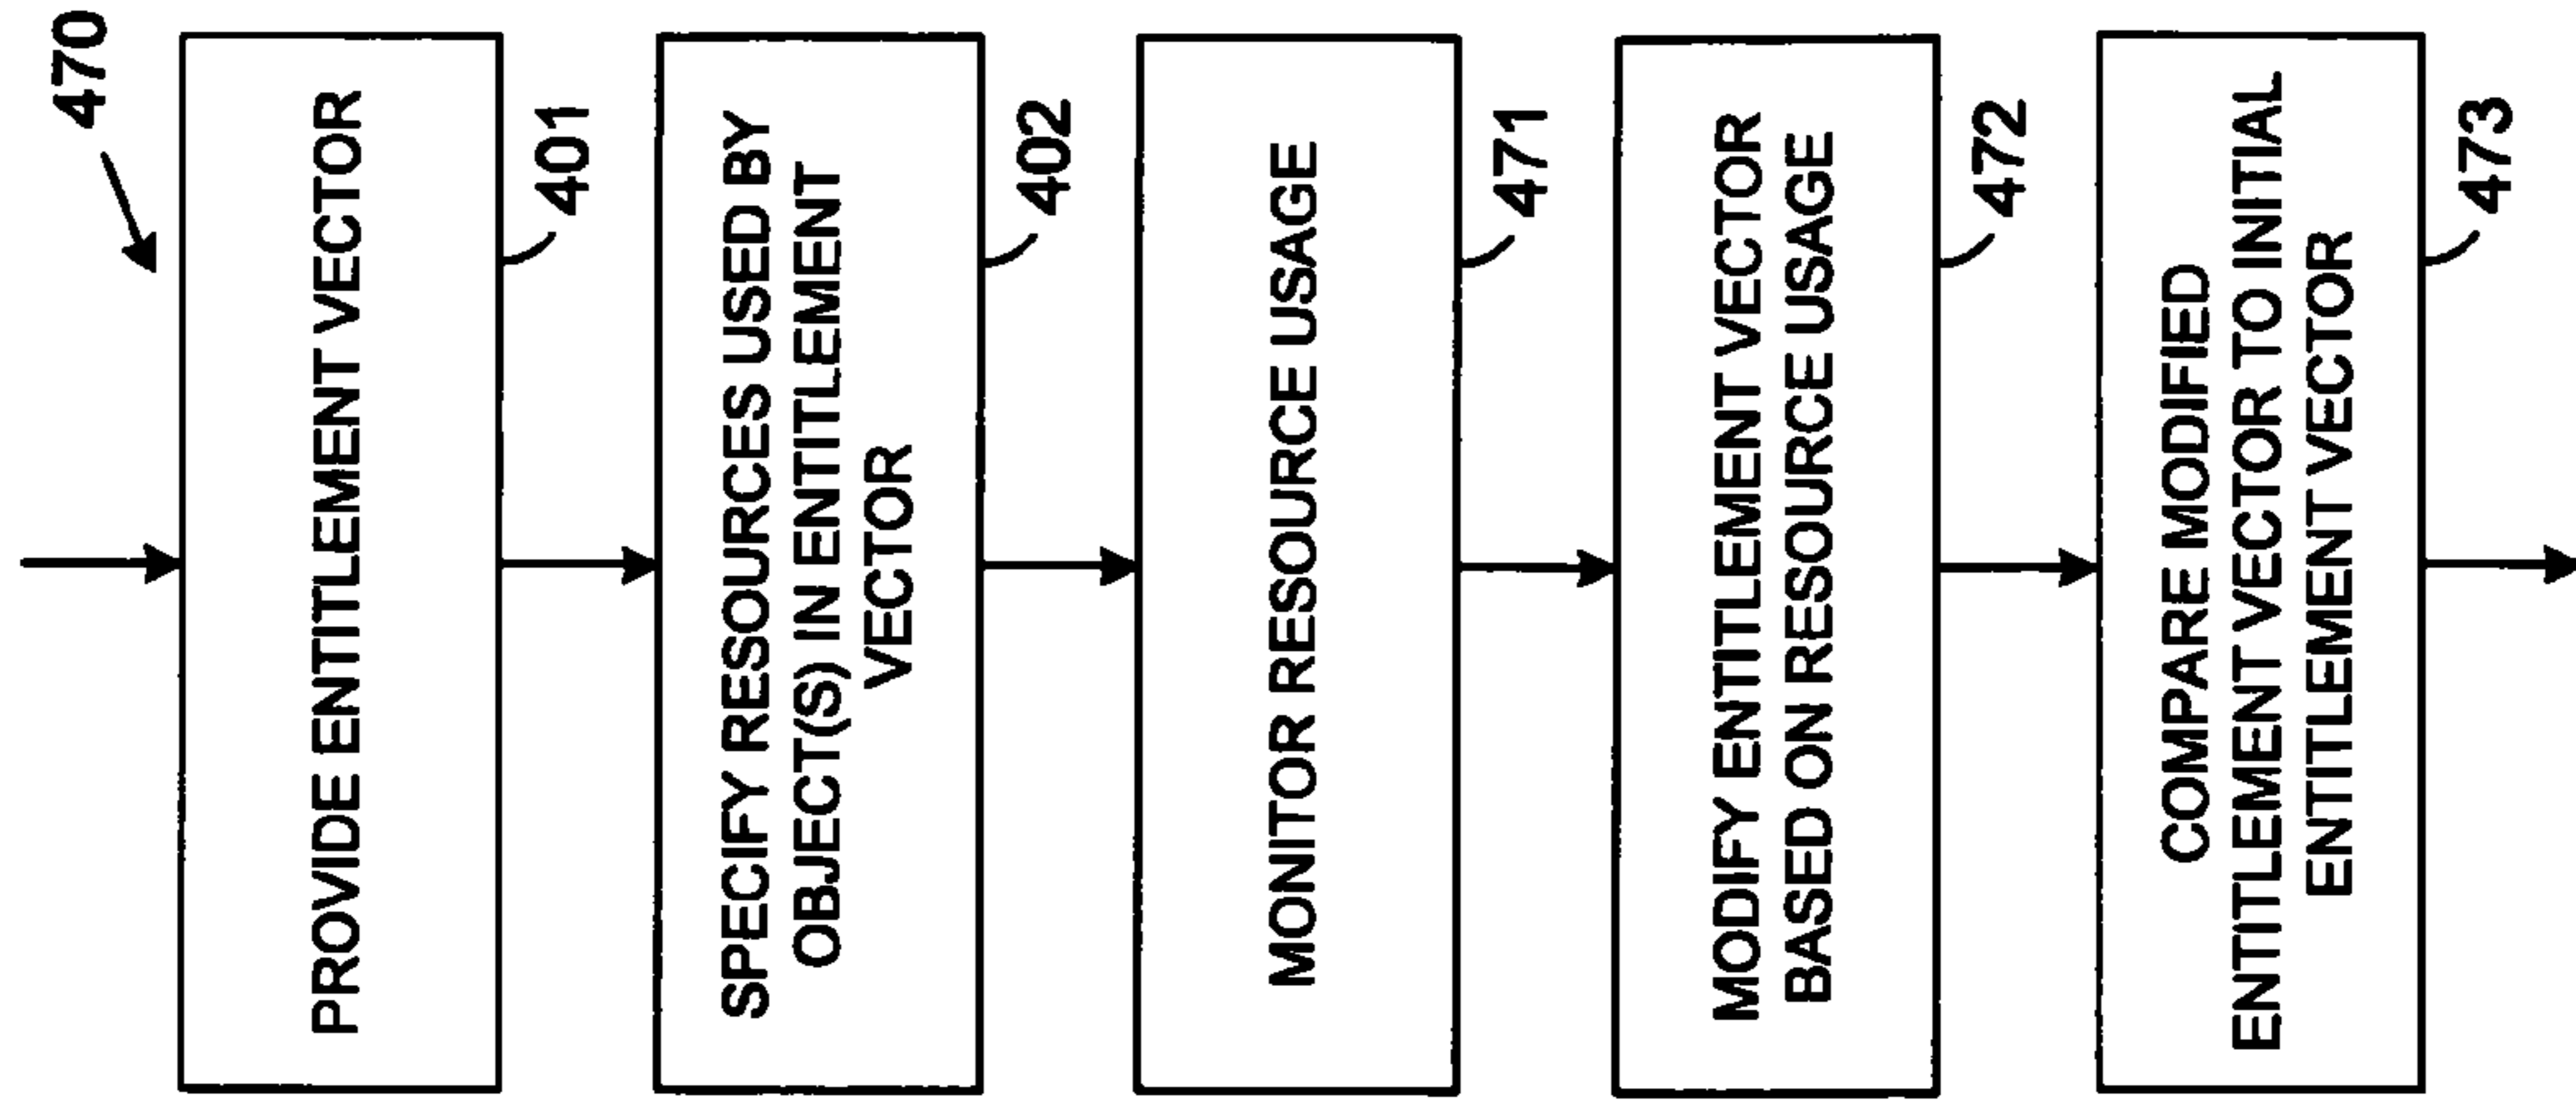 470
PROVIDE ENTITLEMENT VECTOR
401
SPECIFY RESOURCES USED BY
OBJECT(S) IN ENTITLEMENT
VECTOR
402
MONITOR RESOURCE USAGE
471
MODIFY ENTITLEMENT VECTOR
BASED ON RESOURCE USAGE
472
COMPARE MODIFIED
ENTITLEMENT VECTOR TO INITIAL
ENTITLEMENT VECTOR
473